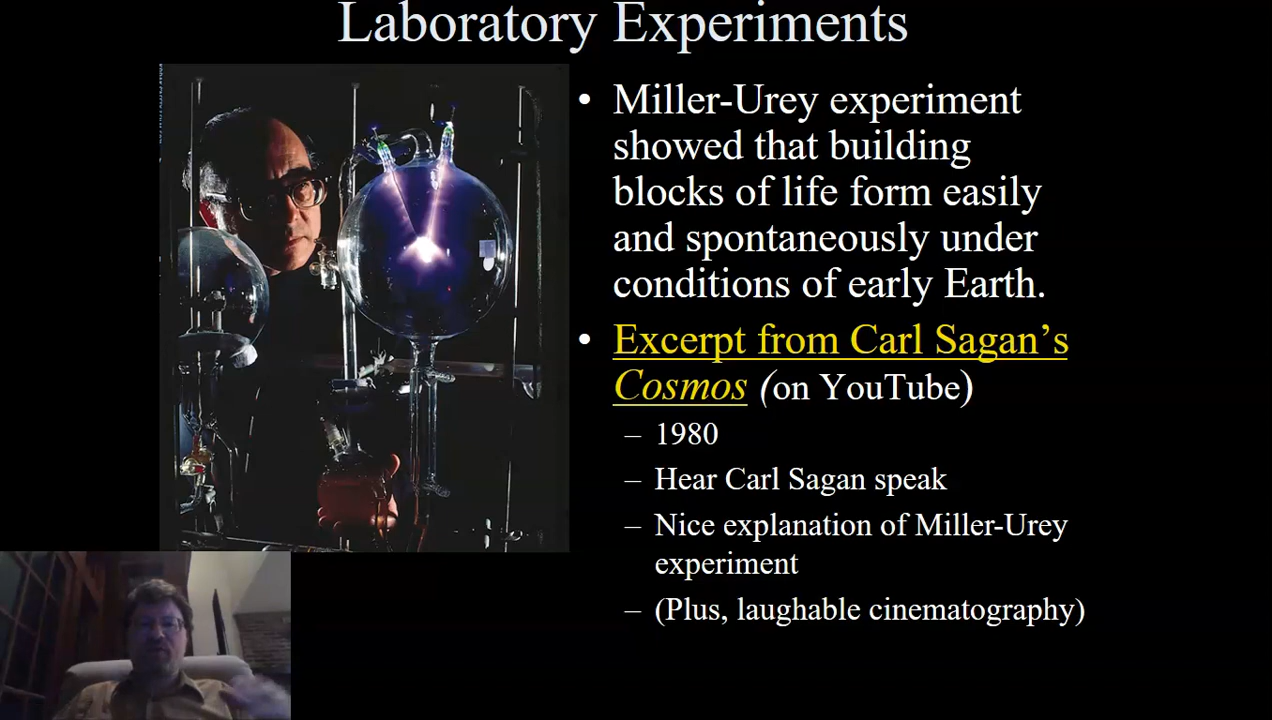 Laboratory Experiments
• Miller-Urey experiment
showed that building
blocks of life form easily
and spontaneously under
conditions of early Earth.
• Excerpt from Carl Sagan’s
Cosmos (on YouTube)
– 1980
– Hear Carl Sagan speak
– Nice explanation of Miller-Urey
experiment
– (Plus, laughable cinematography)